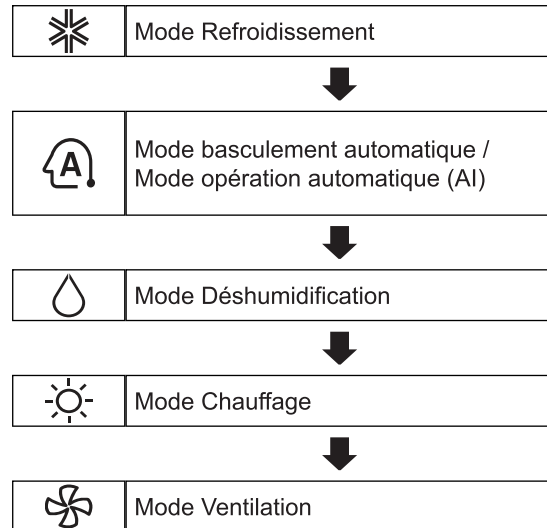 Mode Refroidissement
A
Mode basculement automatique /
Mode opération automatique (AI)
Mode Déshumidification
Mode Chauffage
Mode Ventilation